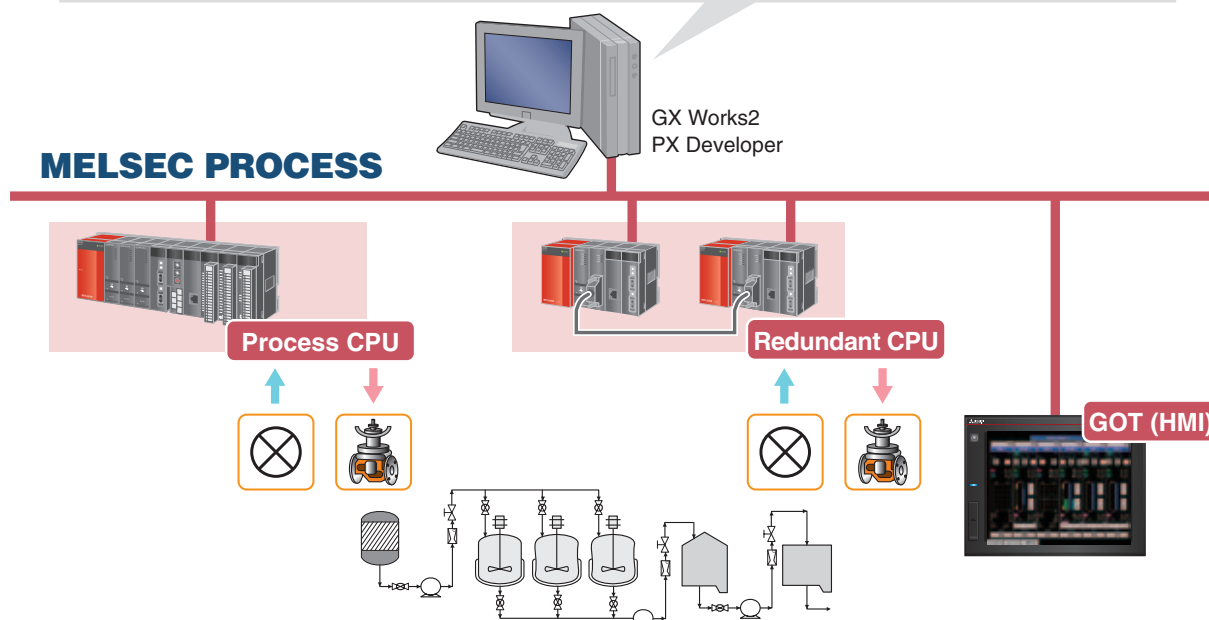 GX Works2
PX Developer
MELSEC PROCESS
Process CPU
Redundant CPU
GOT (HMI)